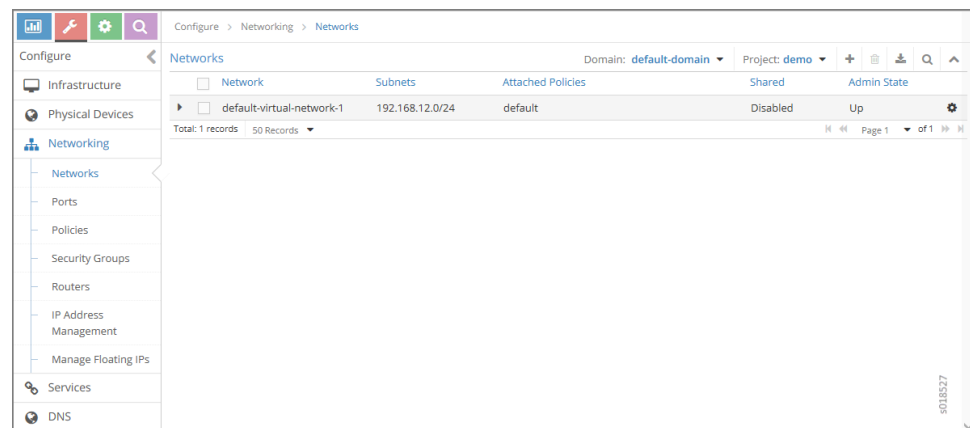 Configure > Networking > Networks
Configure
Networks
Domain: default-domain
Project: demo
Network Subnets Attached Policies Shared Admin State
default-virtual-network-1 192.168.12.0/24 default Disabled Up
Total: 1 records 50 Records Page 1 of 1
Infrastructure
Physical Devices
Networking
Networks
Ports
Policies
Security Groups
Routers
IP Address
Management
Manage Floating IPs
Services
DNS
s018527